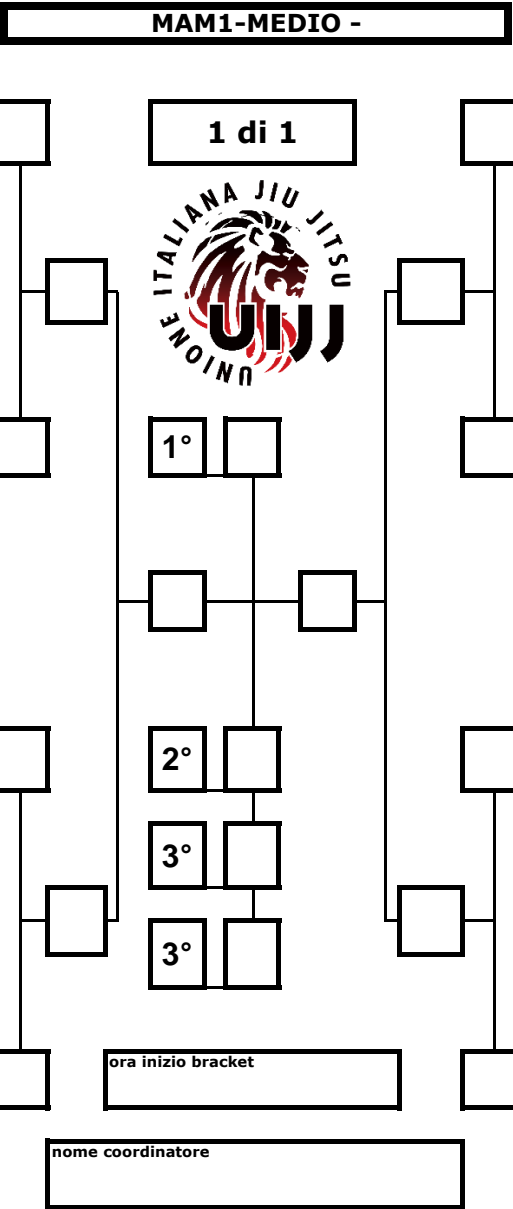 MAM1-MEDIO -
1 di 1
UNIONE ITALIANA JIU JITSU
UIJJ
1°
2°
3°
3°
ora inizio bracket
nome coordinatore